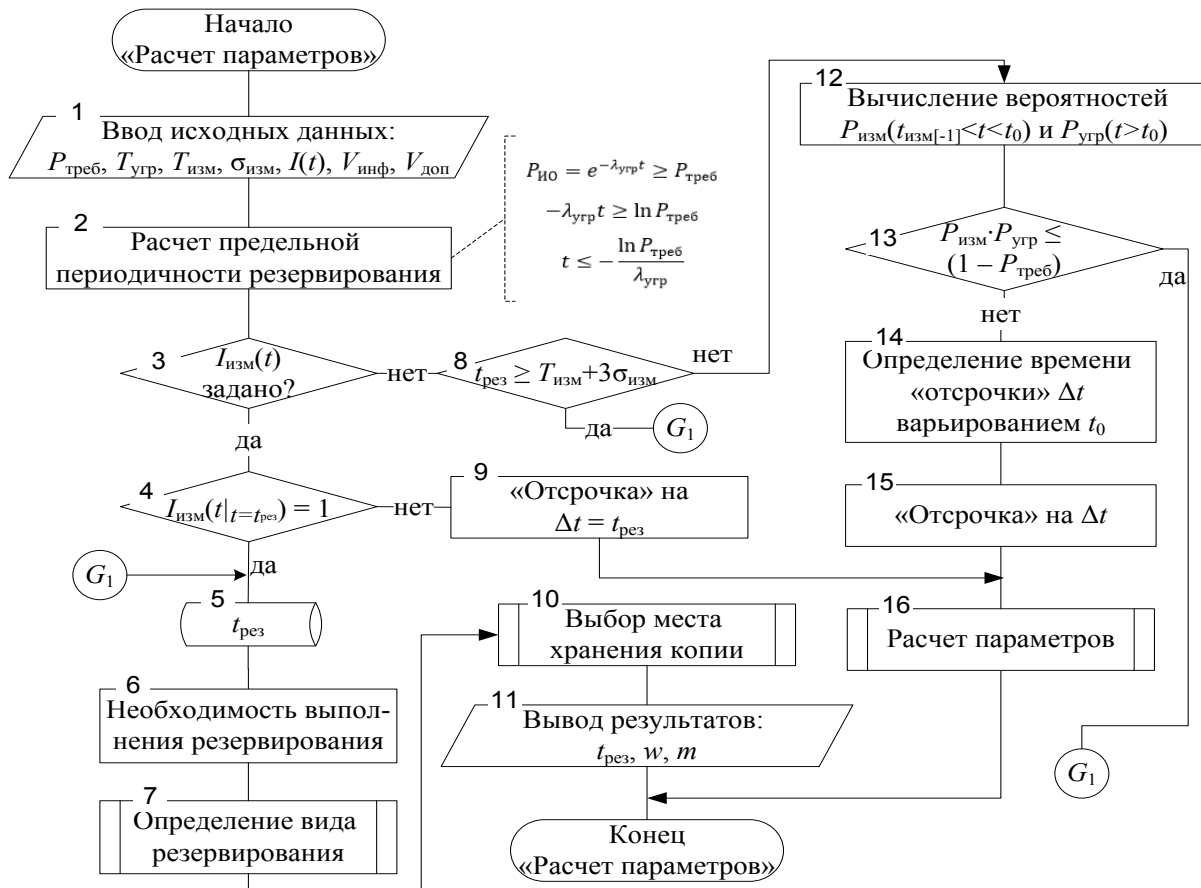 Начало
«Расчет параметров»
1
Ввод исходных данных:
Pтреб, Tугр, Tизм, σизм, I(t), Vинф, Vдоп
2
Расчет предельной
периодичности резервирования
PИО = e^−λугрt ≥ Pтреб
−λугрt ≥ ln Pтреб
t ≤ − ln Pтреб / λугр
3
Iизм(t)
задано?
нет
да
8
tрез ≥ Tизм+3σизм
нет
да
G1
4
Iизм(t|t=tрез) = 1
нет
да
9
«Отсрочка» на
Δt = tрез
G1
5
tрез
6
Необходимость выпол-
нения резервирования
7
Определение вида
резервирования
10
Выбор места
хранения копии
11
Вывод результатов:
tрез, w, m
Конец
«Расчет параметров»
12
Вычисление вероятностей
Pизм(tизм[-1]<t<t0) и Pугр(t>t0)
13
Pизм·Pугр ≤
(1 – Pтреб)
да
нет
14
Определение времени
«отсрочки» Δt
варьированием t0
15
«Отсрочка» на Δt
16
Расчет параметров
G1